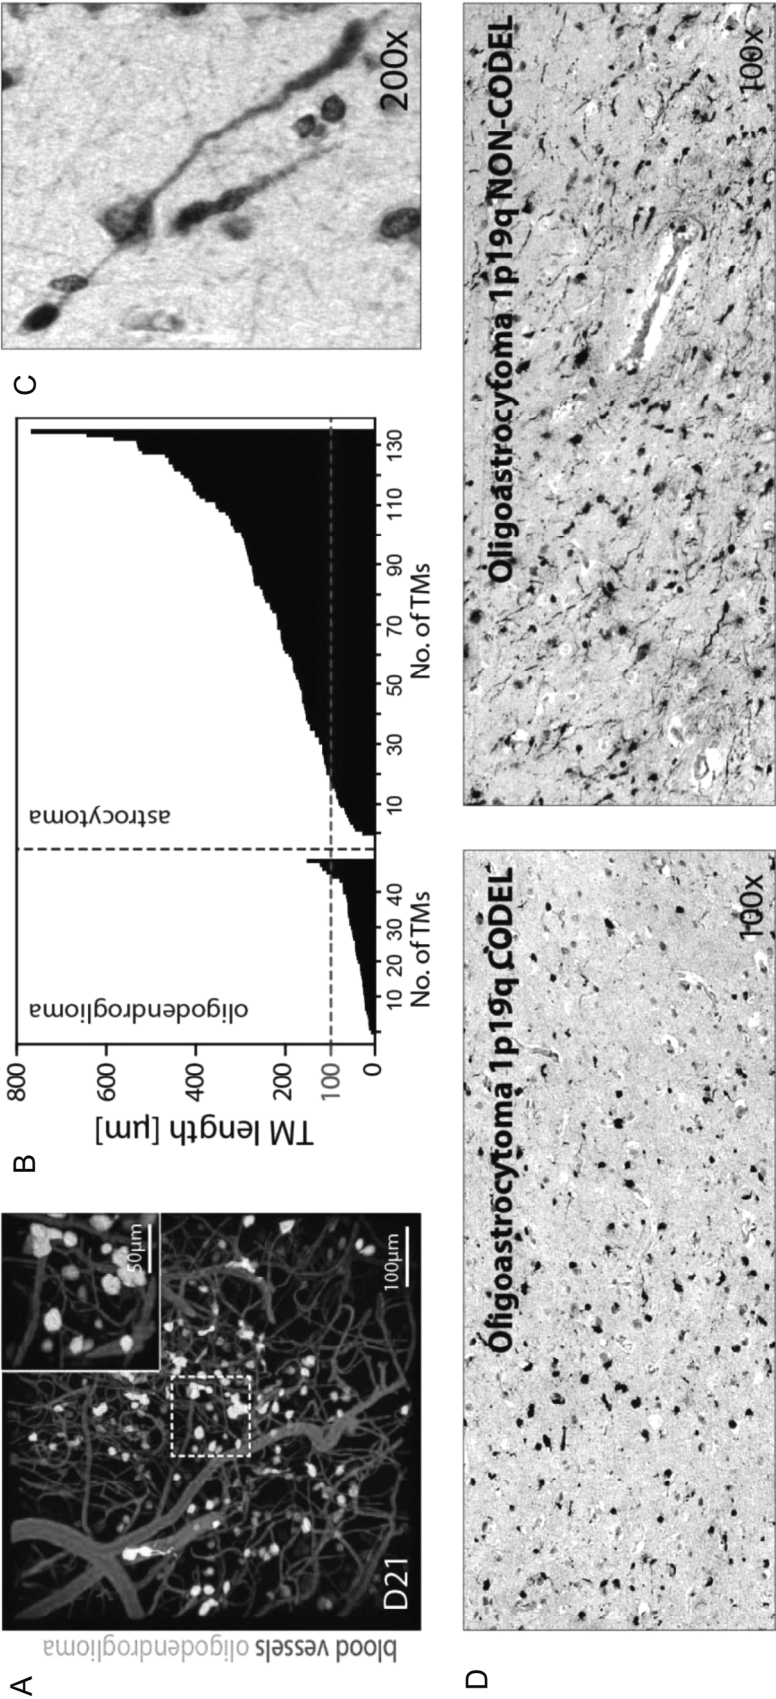 A
blood vessels oligodendroglioma
D21
50µm
100µm
B
TM length [µm]
800
600
400
200
100
0
oligodendroglioma
astrocytoma
10 20 30 40
No. of TMs
10 30 50 70 90 110 130
No. of TMs
C
200x
D
Oligoastrocytoma 1p19q CODEL
100x
Oligoastrocytoma 1p19q NON-CODEL
100x